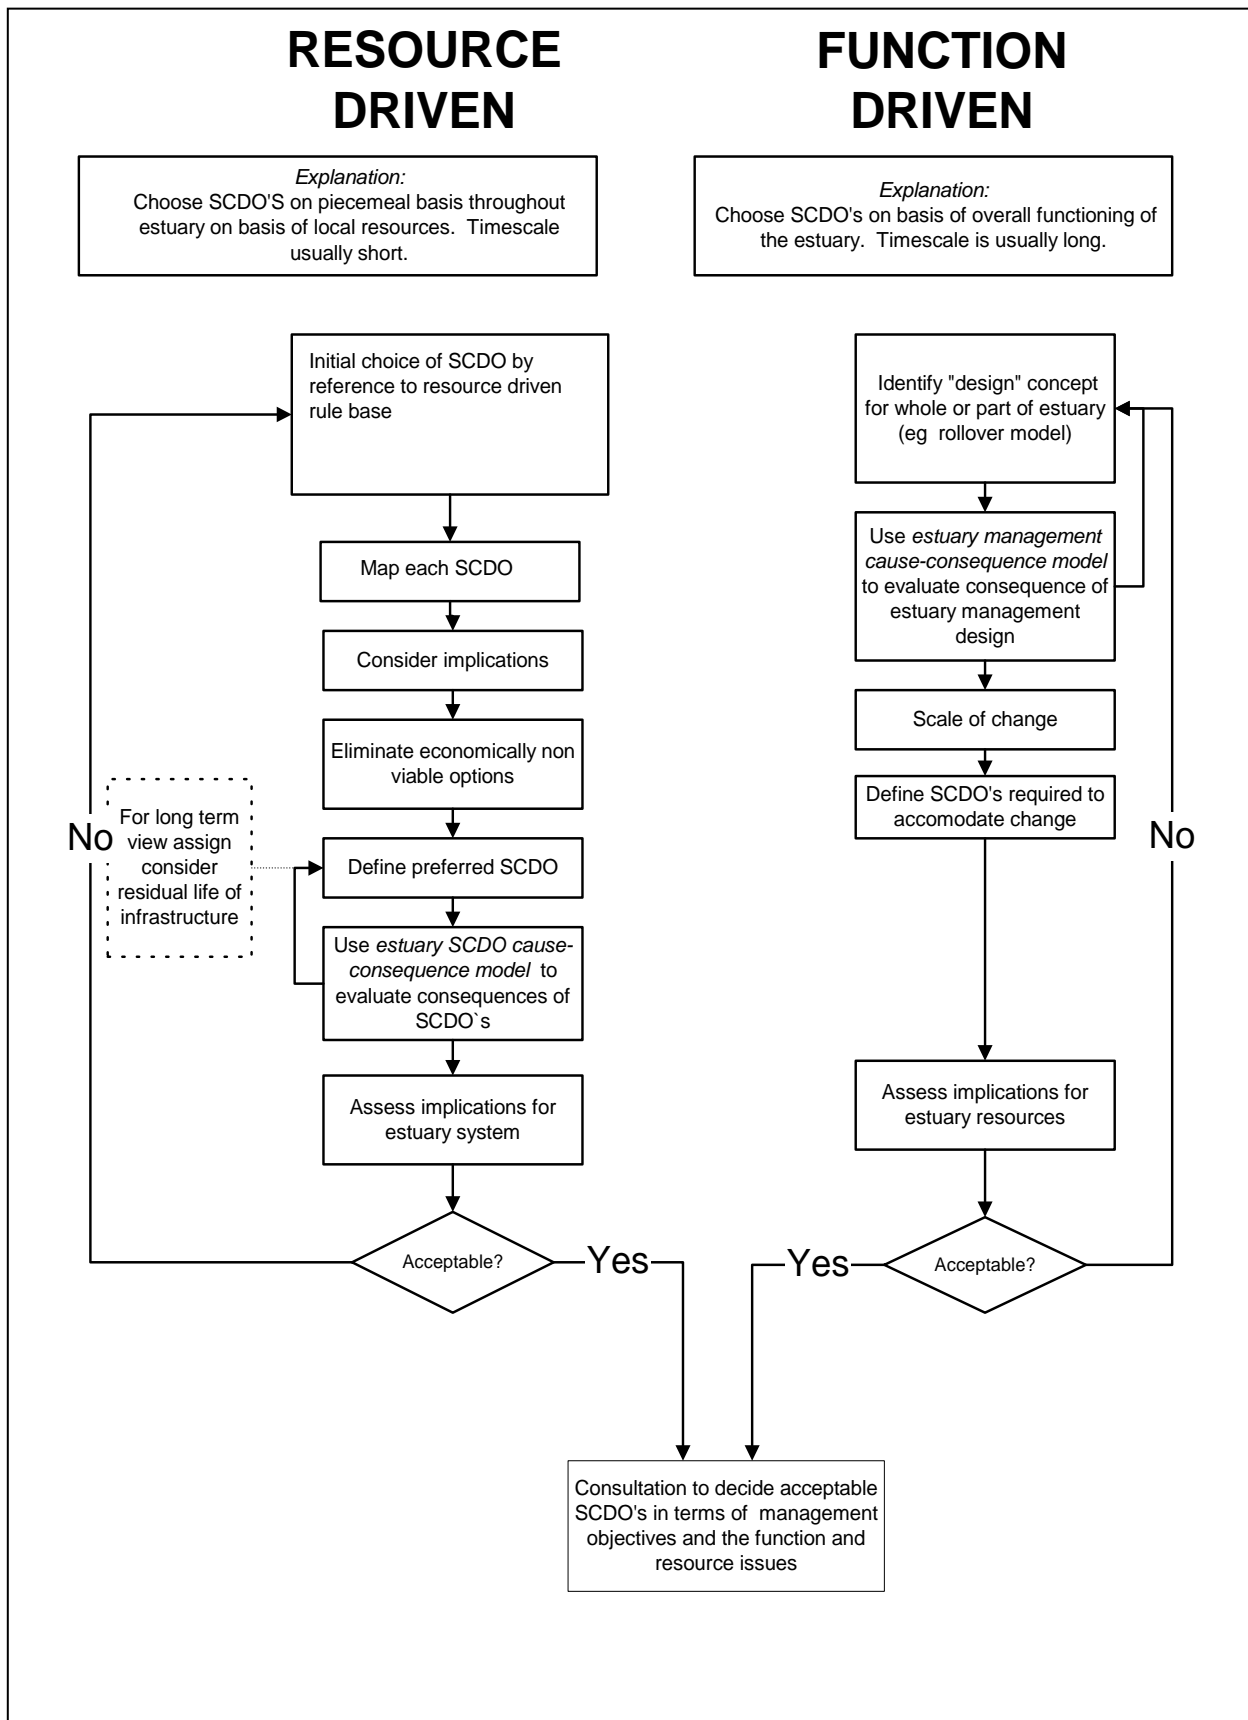 RESOURCE
DRIVEN
FUNCTION
DRIVEN
Explanation:
Choose SCDO'S on piecemeal basis throughout
estuary on basis of local resources. Timescale
usually short.
Explanation:
Choose SCDO's on basis of overall functioning of
the estuary. Timescale is usually long.
Initial choice of SCDO by
reference to resource driven
rule base
Map each SCDO
Consider implications
Eliminate economically non
viable options
No
For long term
view assign
consider
residual life of
infrastructure
Define preferred SCDO
Use estuary SCDO cause-
consequence model to
evaluate consequences of
SCDO`s
Assess implications for
estuary system
Acceptable?
Yes
Identify "design" concept
for whole or part of estuary
(eg rollover model)
Use estuary management
cause-consequence model
to evaluate consequence of
estuary management
design
Scale of change
Define SCDO's required to
accomodate change
No
Assess implications for
estuary resources
Acceptable?
Yes
Consultation to decide acceptable
SCDO's in terms of management
objectives and the function and
resource issues